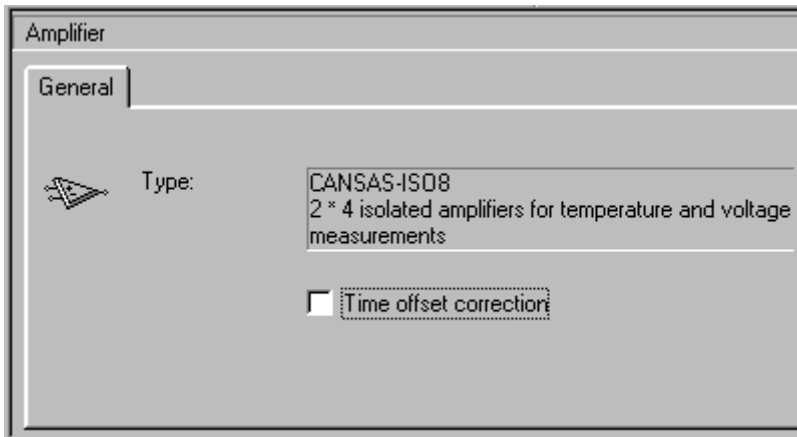 Amplifier
General
Type:
CANSAS-ISO8
2 * 4 isolated amplifiers for temperature and voltage
measurements
Time offset correction